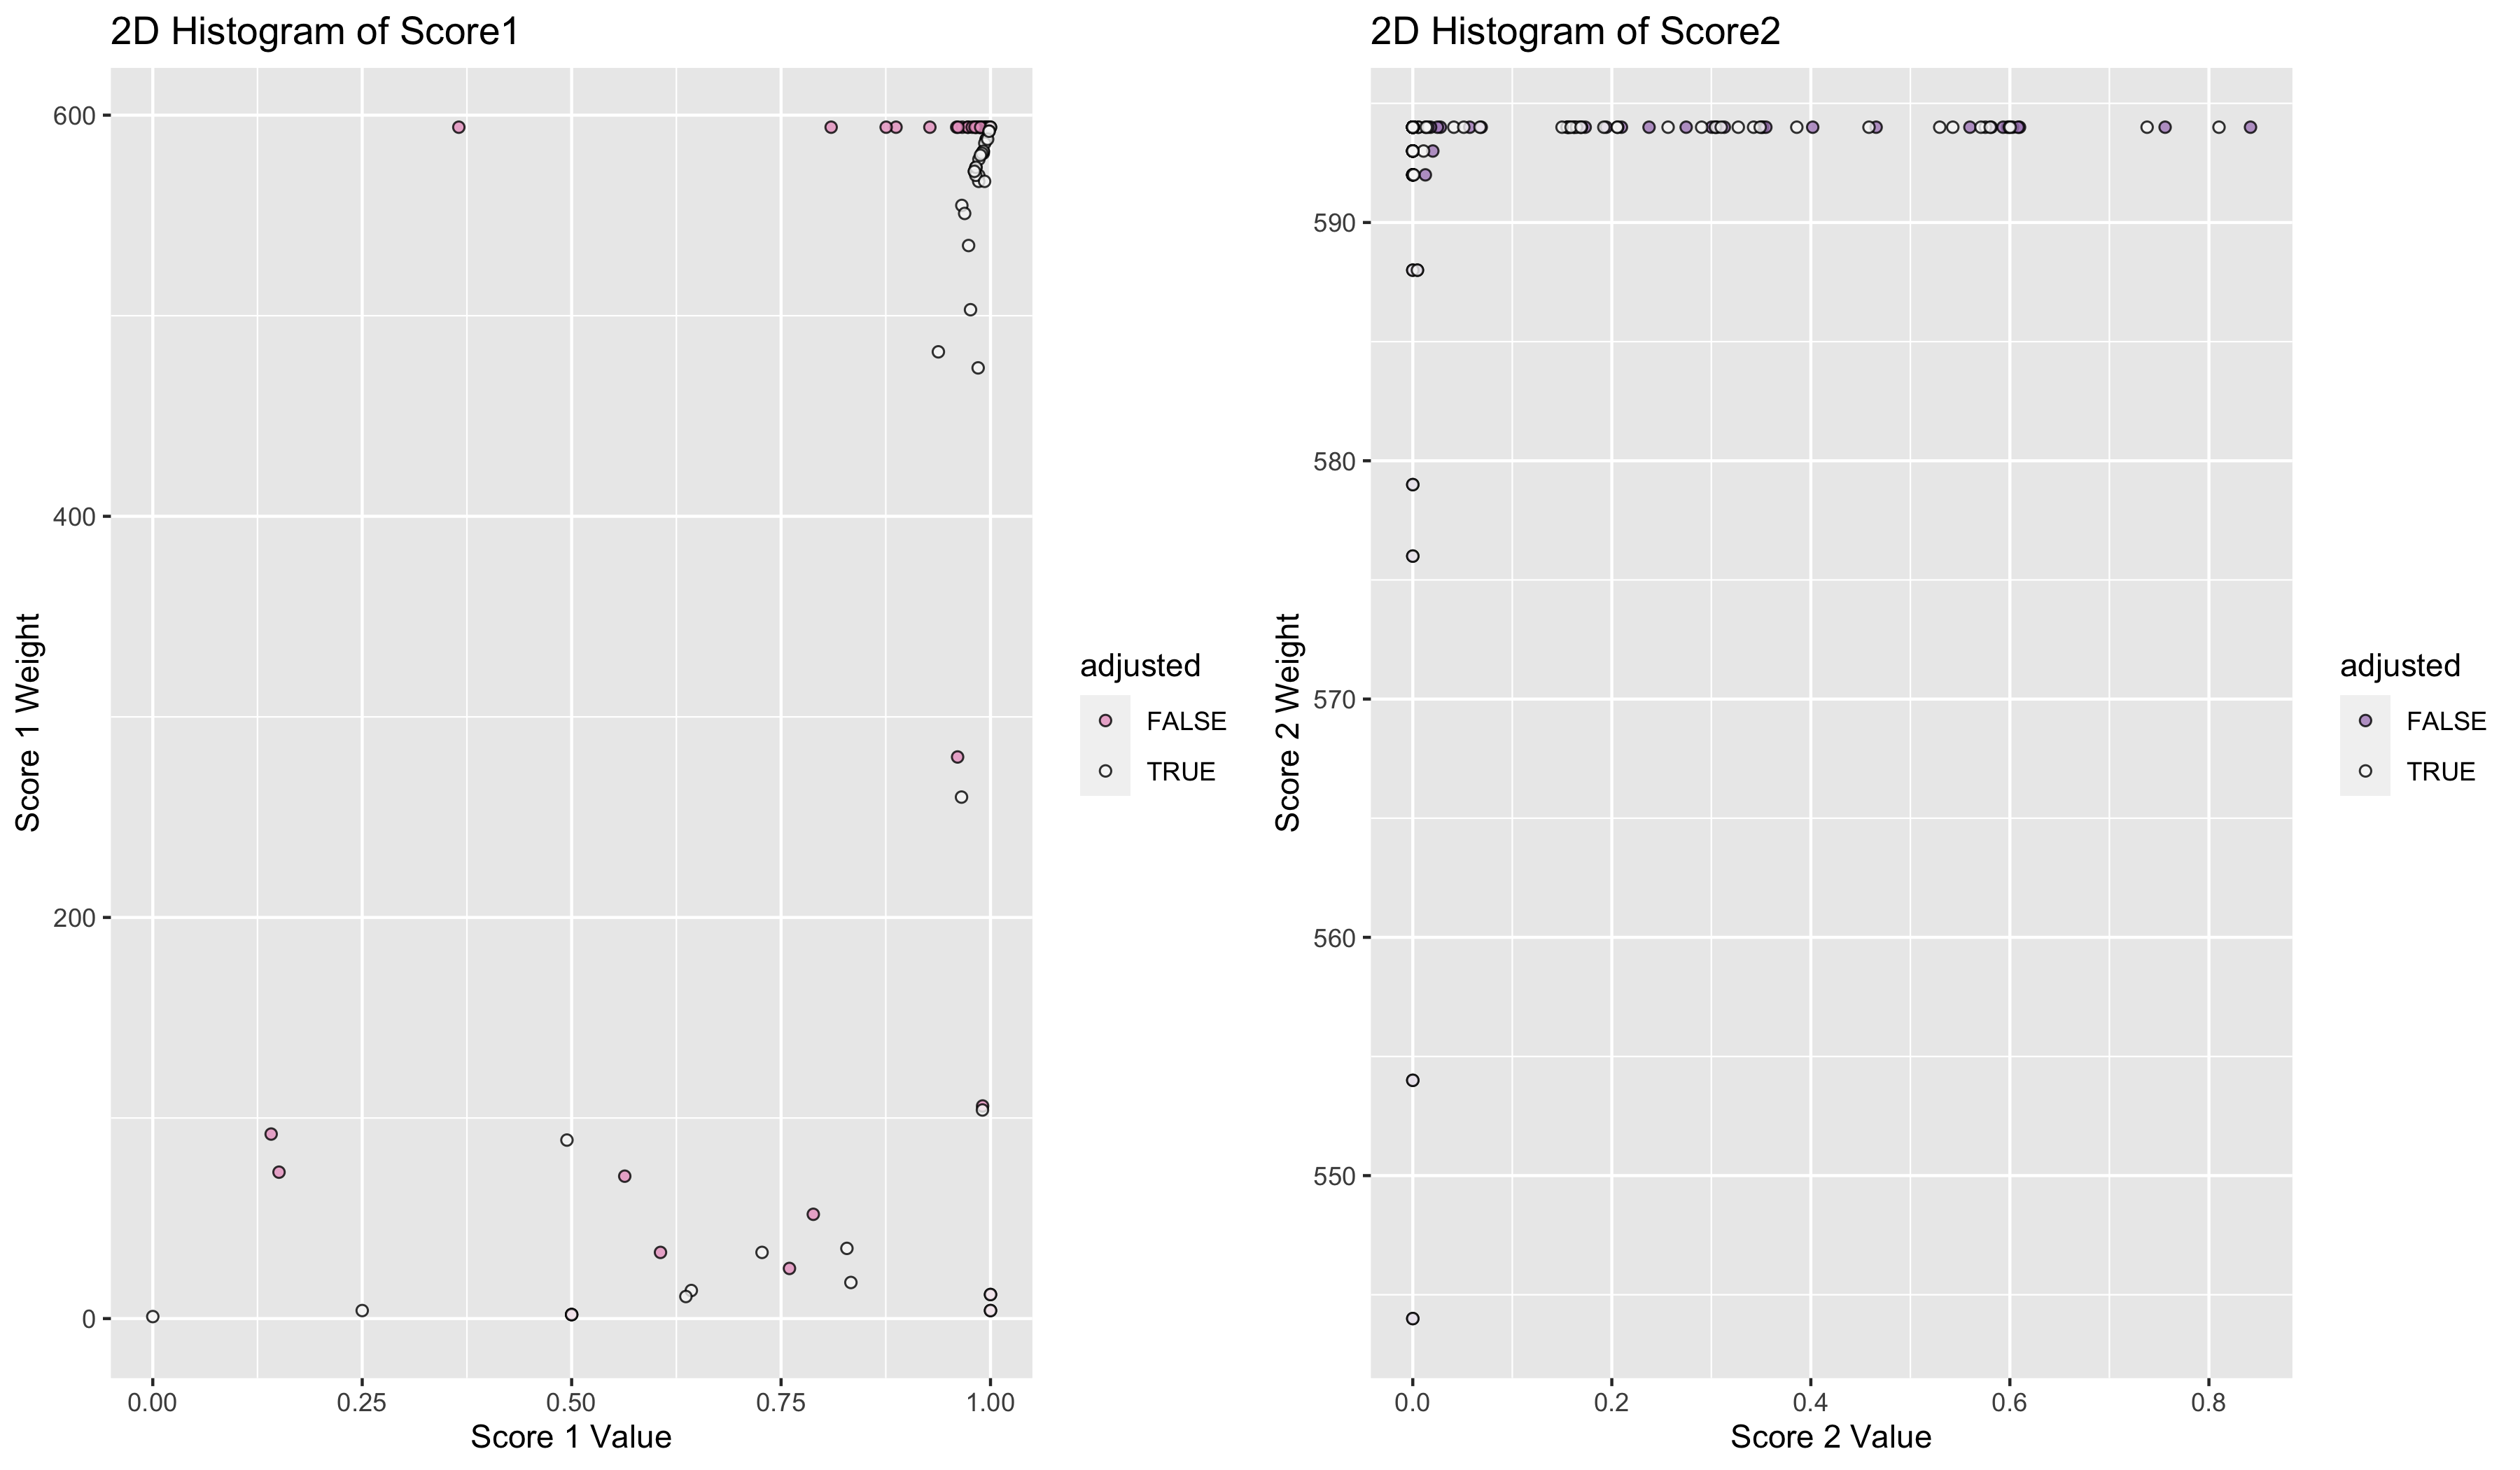 2D Histogram of Score1
600
400
200
0
Score 1 Weight
0.00 0.25 0.50 0.75 1.00
Score 1 Value
adjusted
FALSE
TRUE
2D Histogram of Score2
590
580
570
560
550
Score 2 Weight
0.0 0.2 0.4 0.6 0.8
Score 2 Value
adjusted
FALSE
TRUE